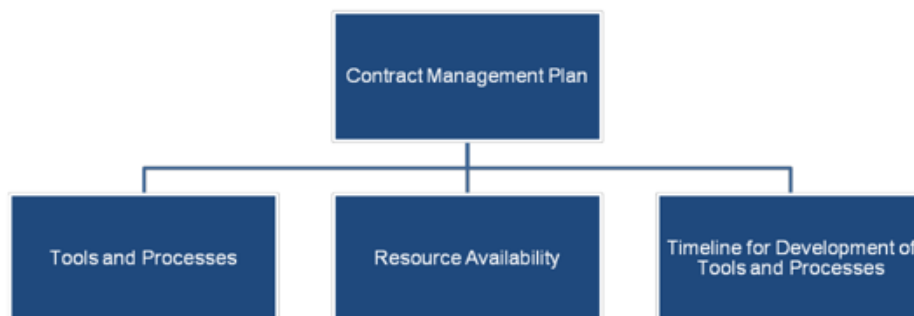 Contract Management Plan
Tools and Processes
Resource Availability
Timeline for Development of
Tools and Processes